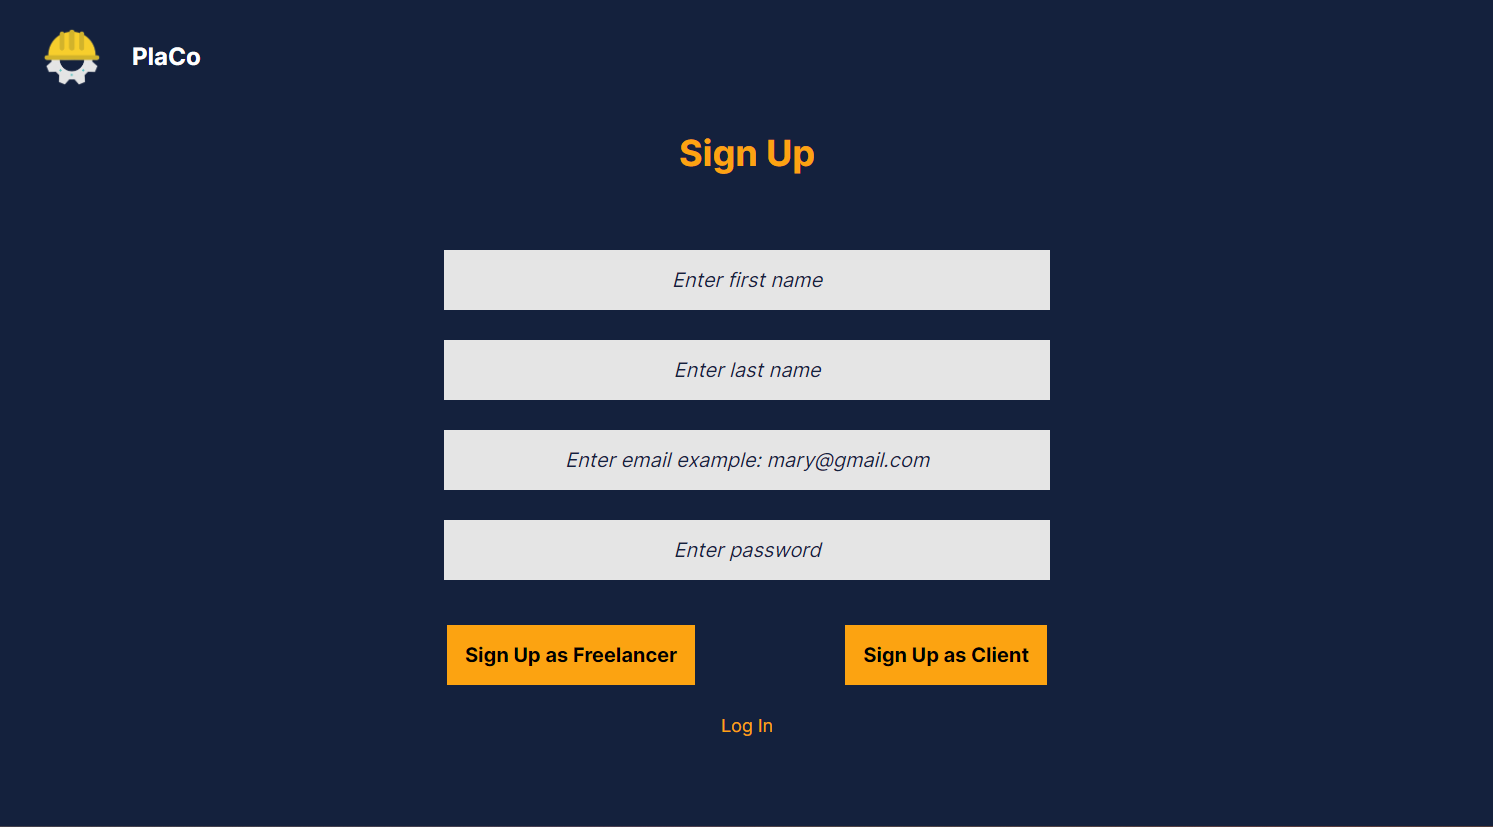 PlaCo
Sign Up
Enter first name
Enter last name
Enter email example: mary@gmail.com
Enter password
Sign Up as Freelancer
Sign Up as Client
Log In